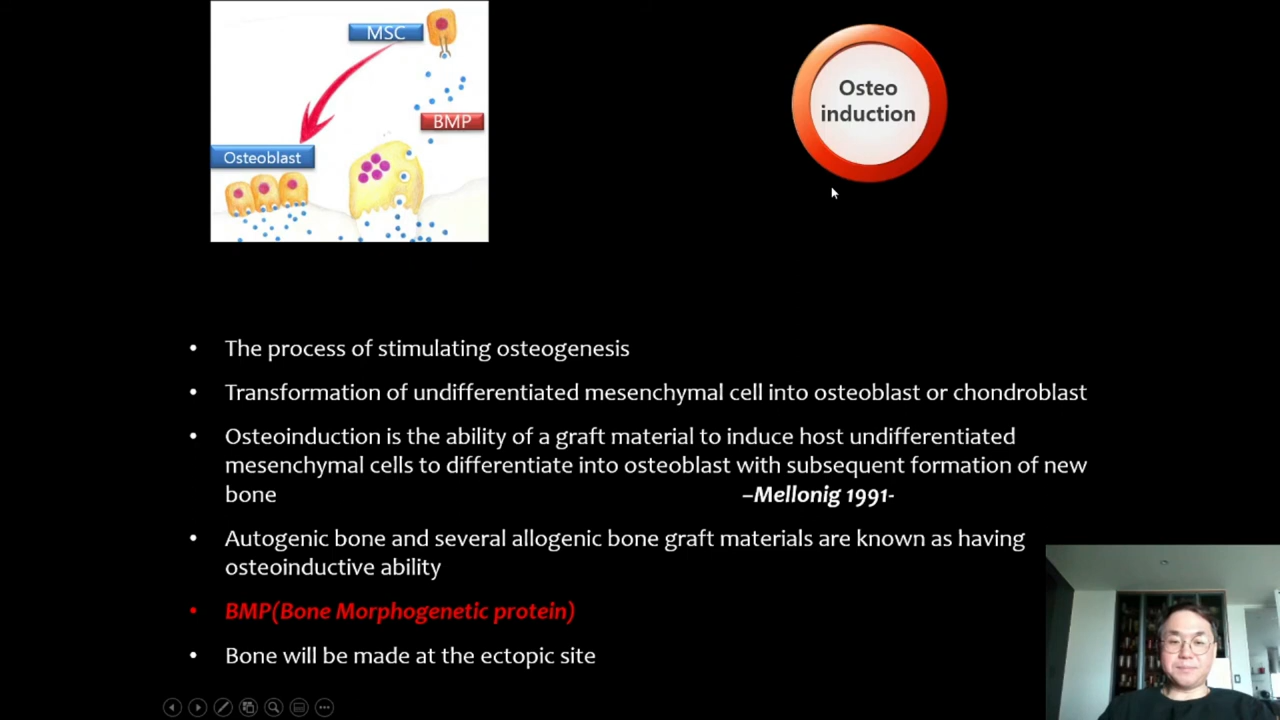 MSC
BMP
Osteoblast
Osteo
induction
• The process of stimulating osteogenesis
• Transformation of undifferentiated mesenchymal cell into osteoblast or chondroblast
• Osteoinduction is the ability of a graft material to induce host undifferentiated
mesenchymal cells to differentiate into osteoblast with subsequent formation of new
bone –Mellonig 1991-
• Autogenic bone and several allogenic bone graft materials are known as having
osteoinductive ability
• BMP(Bone Morphogenetic protein)
• Bone will be made at the ectopic site